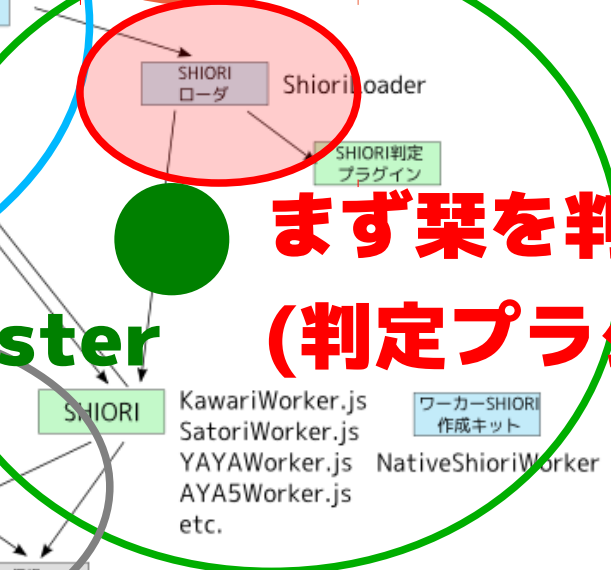 SHIORI
ローダ
ShioriLoader
SHIORI判定
プラグイン
まず栞を判
(判定プラ
ster
SHIORI
KawariWorker.js
SatoriWorker.js
YAYAWorker.js
AYA5Worker.js
etc.
ワーカーSHIORI
作成キット
NativeShioriWorker